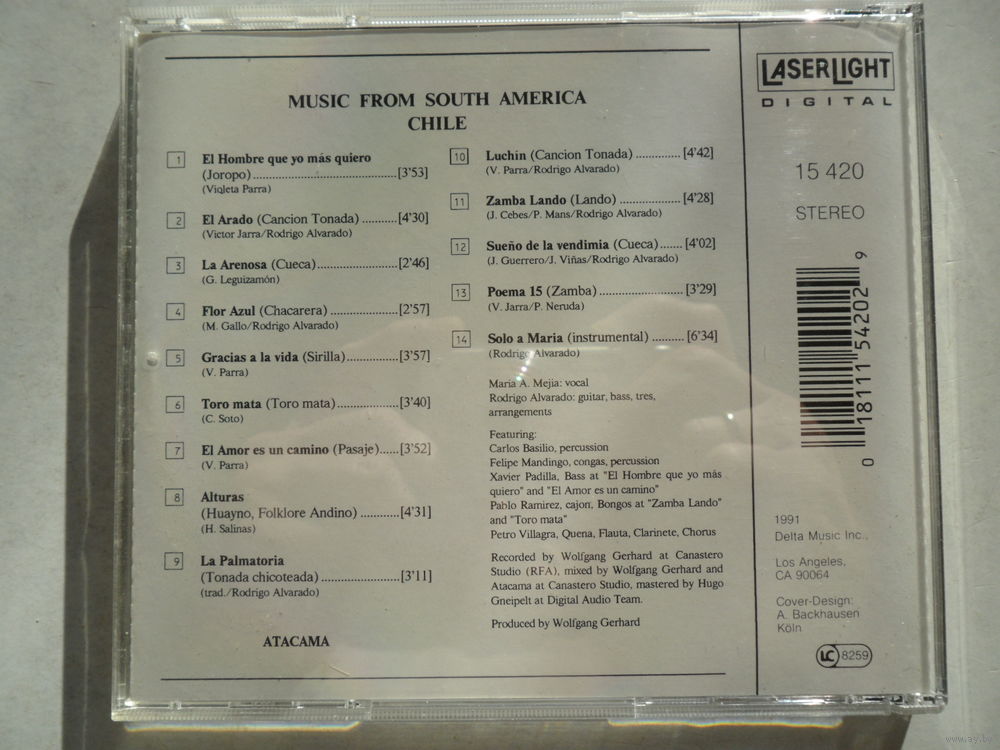 MUSIC FROM SOUTH AMERICA
CHILE
1 El Hombre que yo más quiero
(Joropo)........................................[3'53]
(Violeta Parra)
2 El Arado (Cancion Tonada) ..........[4'30]
(Victor Jarra/Rodrigo Alvarado)
3 La Arenosa (Cueca)......................[2'46]
(G. Leguizamón)
4 Flor Azul (Chacarera) ...................[2'57]
(M. Gallo/Rodrigo Alvarado)
5 Gracias a la vida (Sirilla)..............[3'57]
(V. Parra)
6 Toro mata (Toro mata)................[3'40]
(C. Soto)
7 El Amor es un camino (Pasaje)......[3'52]
(V. Parra)
8 Alturas
(Huayno, Folklore Andino) ...........[4'31]
(H. Salinas)
9 La Palmatoria
(Tonada chicoteada) .....................[3'11]
(trad./Rodrigo Alvarado)
ATACAMA
10 Luchin (Cancion Tonada) ............[4'42]
(V. Parra/Rodrigo Alvarado)
11 Zamba Lando (Lando) .................[4'28]
(J. Cebes/P. Mans/Rodrigo Alvarado)
12 Sueño de la vendimia (Cueca)....... [4'02]
(J. Guerrero/J. Viñas/Rodrigo Alvarado)
13 Poema 15 (Zamba) .......................[3'29]
(V. Jarra/P. Neruda)
14 Solo a Maria (instrumental) .......... [6'34]
(Rodrigo Alvarado)
Maria A. Mejia: vocal
Rodrigo Alvarado: guitar, bass, tres,
arrangements
Featuring:
Carlos Basilio, percussion
Felipe Mandingo, congas, percussion
Xavier Padilla, Bass at "El Hombre que yo más
quiero" and "El Amor es un camino"
Pablo Ramirez, cajon, Bongos at "Zamba Lando"
and "Toro mata"
Petro Villagra, Quena, Flauta, Clarinete, Chorus
Recorded by Wolfgang Gerhard at Canastero
Studio (RFA), mixed by Wolfgang Gerhard and
Atacama at Canastero Studio, mastered by Hugo
Gneipelt at Digital Audio Team.
Produced by Wolfgang Gerhard
LASERLIGHT
DIGITAL
15 420
STEREO
0 18111 54202 9
1991
Delta Music Inc.,
Los Angeles,
CA 90064
Cover-Design:
A. Backhausen
Köln
LC 8259